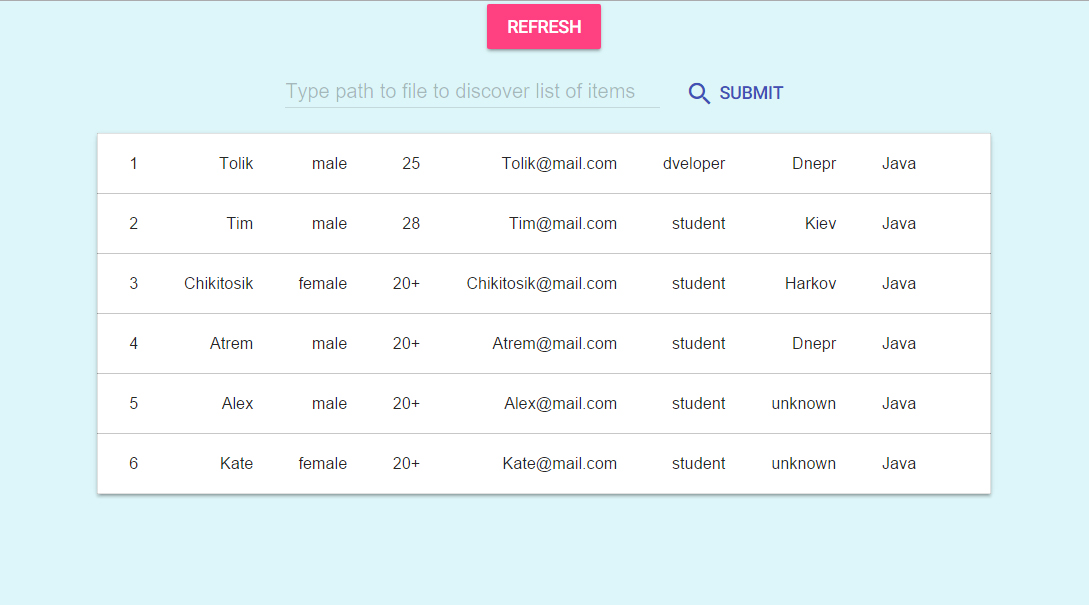 REFRESH
Type path to file to discover list of items SUBMIT
1 Tolik male 25 Tolik@mail.com dveloper Dnepr Java
2 Tim male 28 Tim@mail.com student Kiev Java
3 Chikitosik female 20+ Chikitosik@mail.com student Harkov Java
4 Atrem male 20+ Atrem@mail.com student Dnepr Java
5 Alex male 20+ Alex@mail.com student unknown Java
6 Kate female 20+ Kate@mail.com student unknown Java